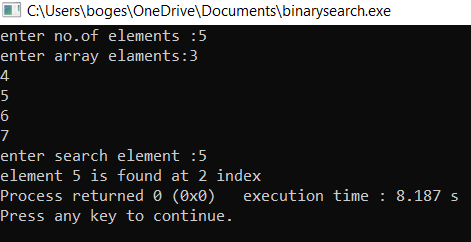 C:\Users\boges\OneDrive\Documents\binarysearch.exe
enter no.of elements :5
enter array elaments:3
4
5
6
7
enter search element :5
element 5 is found at 2 index
Process returned 0 (0x0)   execution time : 8.187 s
Press any key to continue.